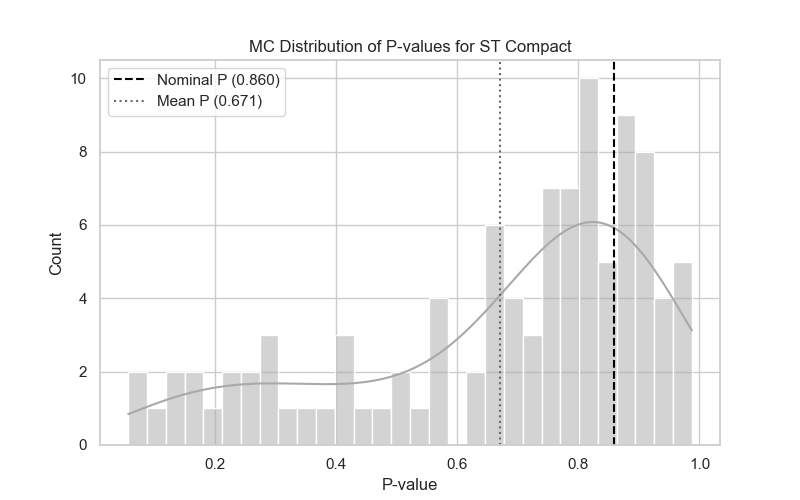 MC Distribution of P-values for ST Compact
Nominal P (0.860)
Mean P (0.671)
Count
10
8
6
4
2
0
0.2 0.4 0.6 0.8 1.0
P-value